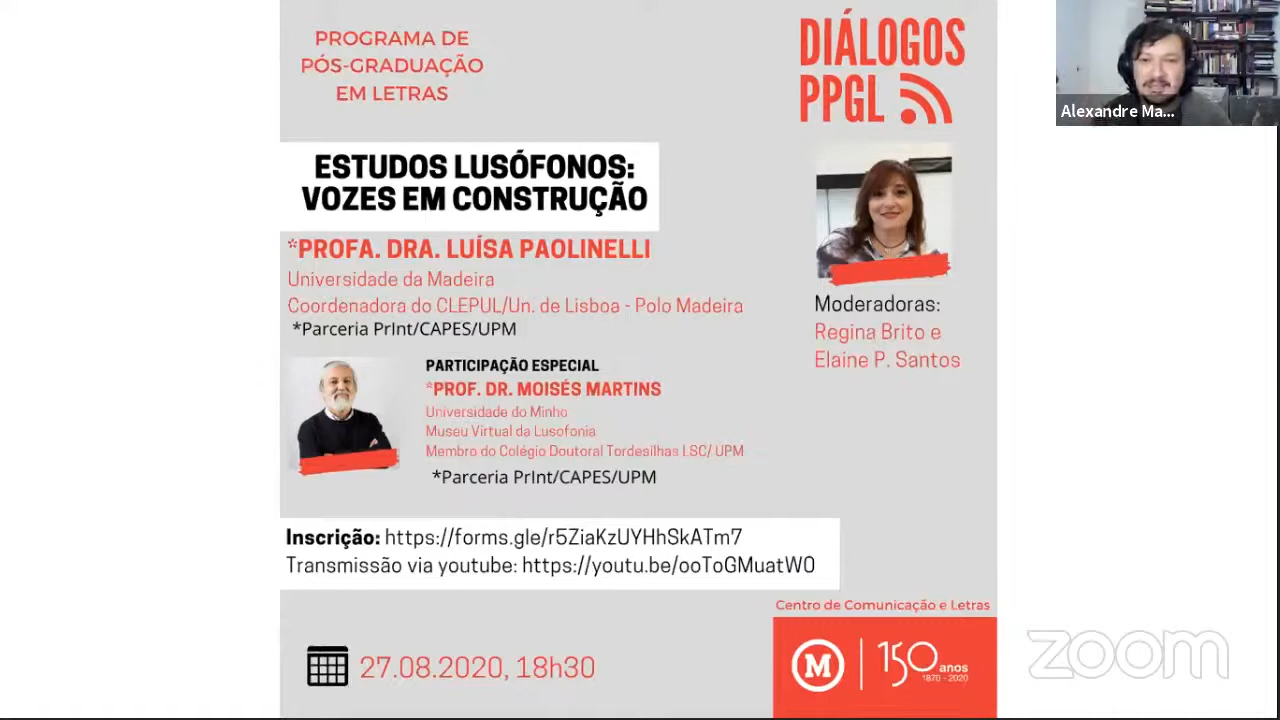 PROGRAMA DE
PÓS-GRADUAÇÃO
EM LETRAS
DIÁLOGOS
PPGL
Alexandre Ma...
ESTUDOS LUSÓFONOS:
VOZES EM CONSTRUÇÃO
*PROFA. DRA. LUÍSA PAOLINELLI
Universidade da Madeira
Coordenadora do CLEPUL/Un. de Lisboa - Polo Madeira
*Parceria PrInt/CAPES/UPM
Moderadoras:
Regina Brito e
Elaine P. Santos
PARTICIPAÇÃO ESPECIAL
*PROF. DR. MOISÉS MARTINS
Universidade do Minho
Museu Virtual da Lusofonia
Membro do Colégio Doutoral Tordesilhas LSC/ UPM
*Parceria PrInt/CAPES/UPM
Inscrição: https://forms.gle/r5ZiaKzUYHhSkATm7
Transmissão via youtube: https://youtu.be/ooToGMuatW0
27.08.2020, 18h30
Centro de Comunicação e Letras
M
150 anos
1870 - 2020
zoom